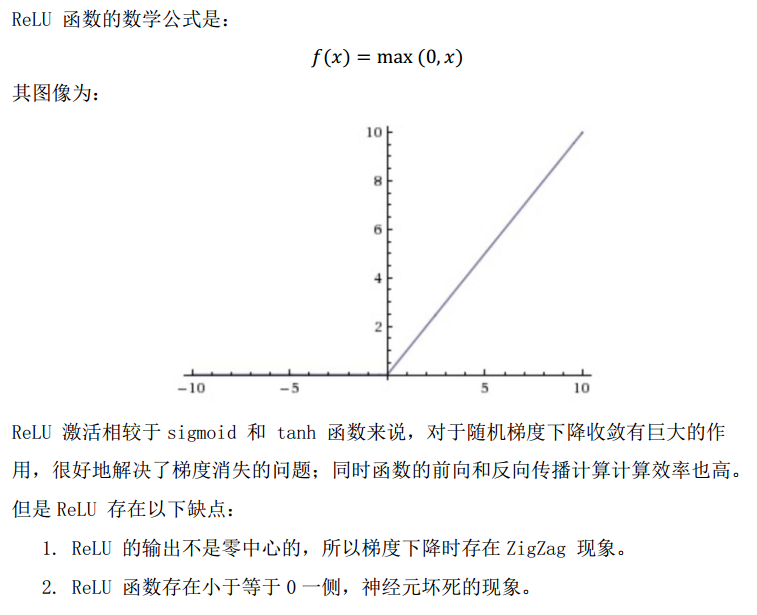 ReLU 函数的数学公式是：
f(x) = max (0, x)
其图像为：
10
8
6
4
2
−10 −5 5 10
ReLU 激活相较于 sigmoid 和 tanh 函数来说，对于随机梯度下降收敛有巨大的作
用，很好地解决了梯度消失的问题；同时函数的前向和反向传播计算计算效率也高。
但是 ReLU 存在以下缺点：
1. ReLU 的输出不是零中心的，所以梯度下降时存在 ZigZag 现象。
2. ReLU 函数存在小于等于 0 一侧，神经元坏死的现象。